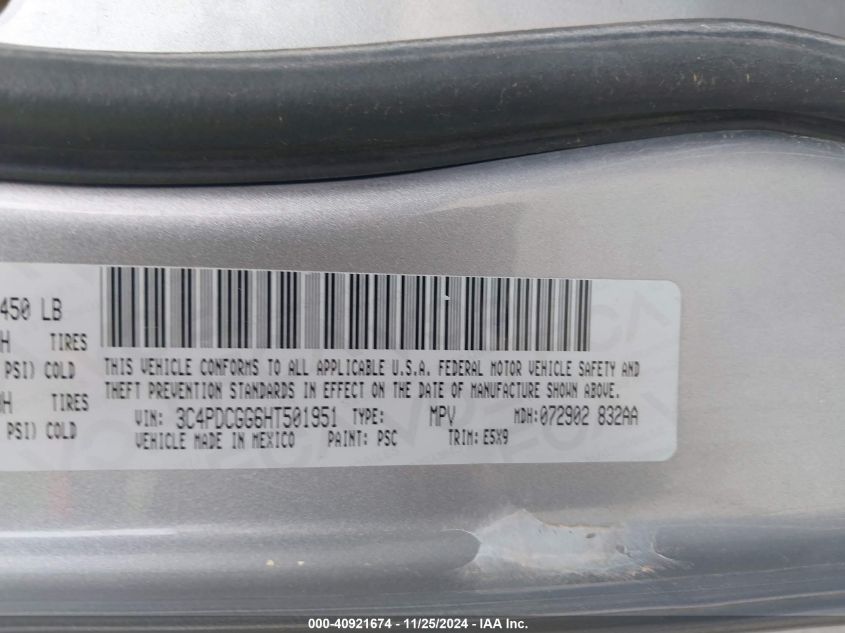 450 LB
H TIRES
PSI) COLD
H TIRES
PSI) COLD
THIS VEHICLE CONFORMS TO ALL APPLICABLE U.S.A. FEDERAL MOTOR VEHICLE SAFETY AND
THEFT PREVENTION STANDARDS IN EFFECT ON THE DATE OF MANUFACTURE SHOWN ABOVE.
VIN: 3C4PDCGG6HT501951 TYPE: MPV MDH:072902 832AA
VEHICLE MADE IN MEXICO PAINT: PSC TRIM: E5X9
000-40921674 - 11/25/2024 - IAA Inc.